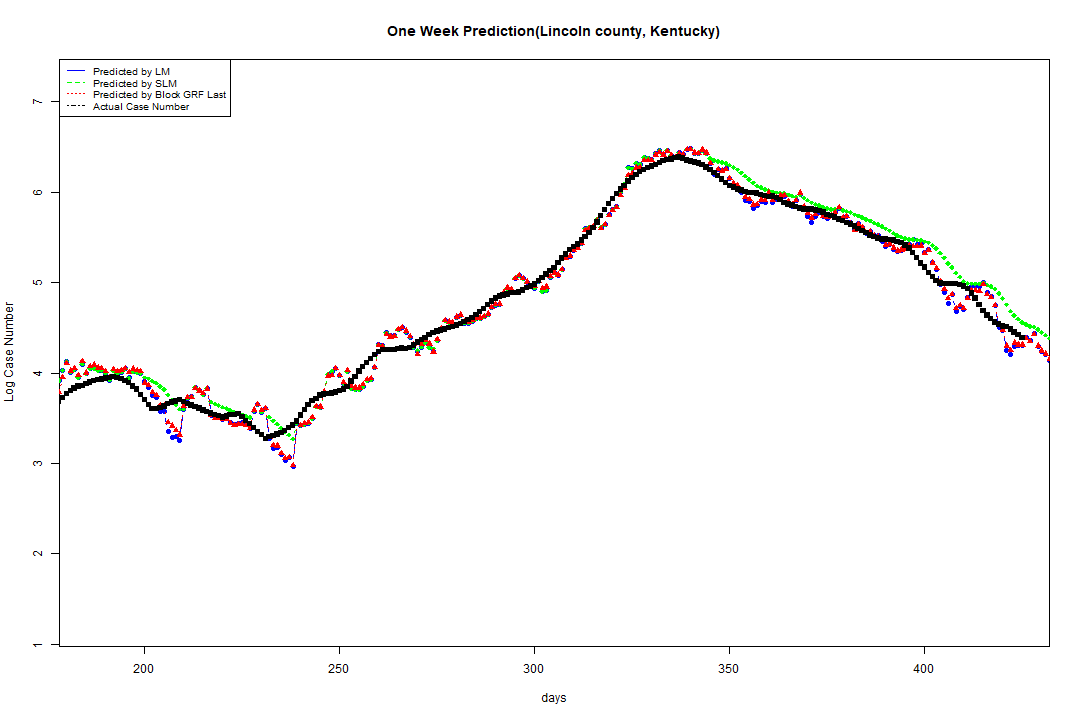 One Week Prediction(Lincoln county, Kentucky)
Predicted by LM
Predicted by SLM
Predicted by Block GRF Last
Actual Case Number
7
6
5
4
3
2
1
Log Case Number
200 250 300 350 400
days